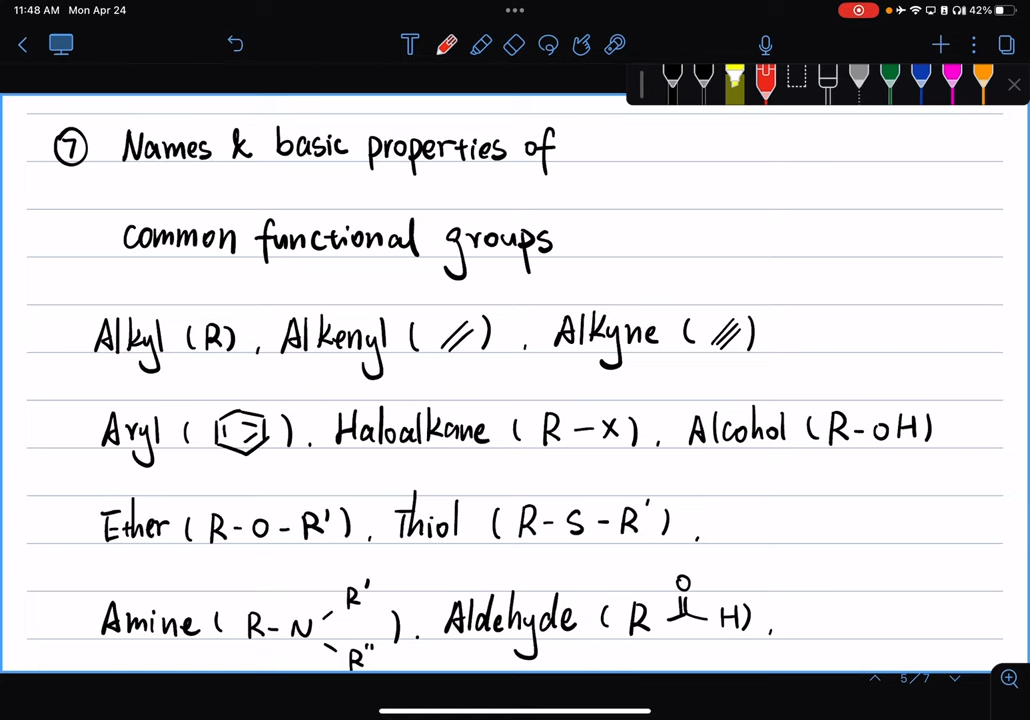 11:48 AM Mon Apr 24
42%
T
⑦ Names & basic properties of
common functional groups
Alkyl (R), Alkenyl ( // ), Alkyne ( /// )
Aryl ( ), Haloalkane (R-X), Alcohol (R-OH)
Ether (R-O-R'), Thiol (R-S-R'),
Amine (R-N R' R''), Aldehyde (R O H),
5/7